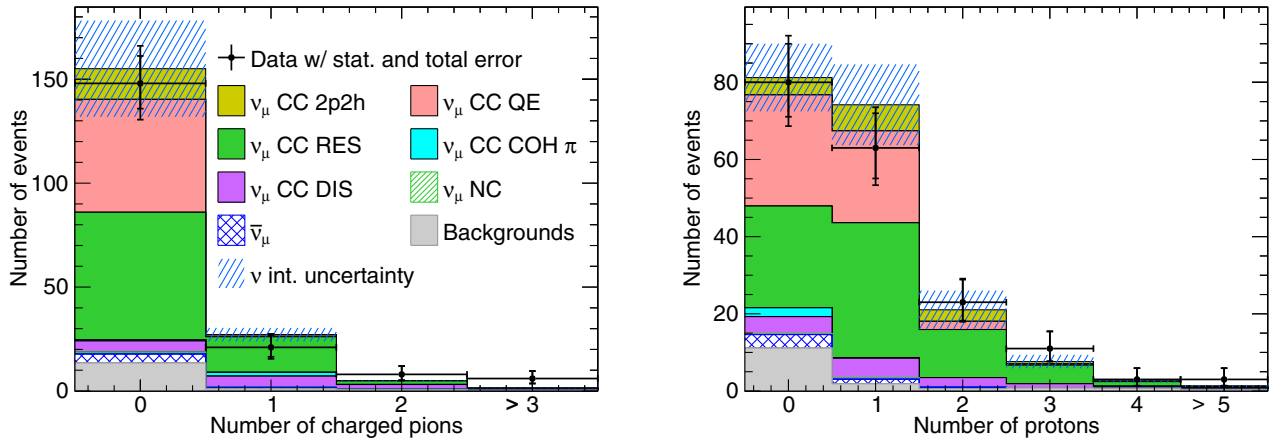 Number of events
150
100
50
0
Data w/ stat. and total error
νμ CC 2p2h
νμ CC QE
νμ CC RES
νμ CC COH π
νμ CC DIS
νμ NC
ν̅μ
Backgrounds
ν int. uncertainty
0 1 2 > 3
Number of charged pions
Number of events
80
60
40
20
0
0 1 2 3 4 > 5
Number of protons